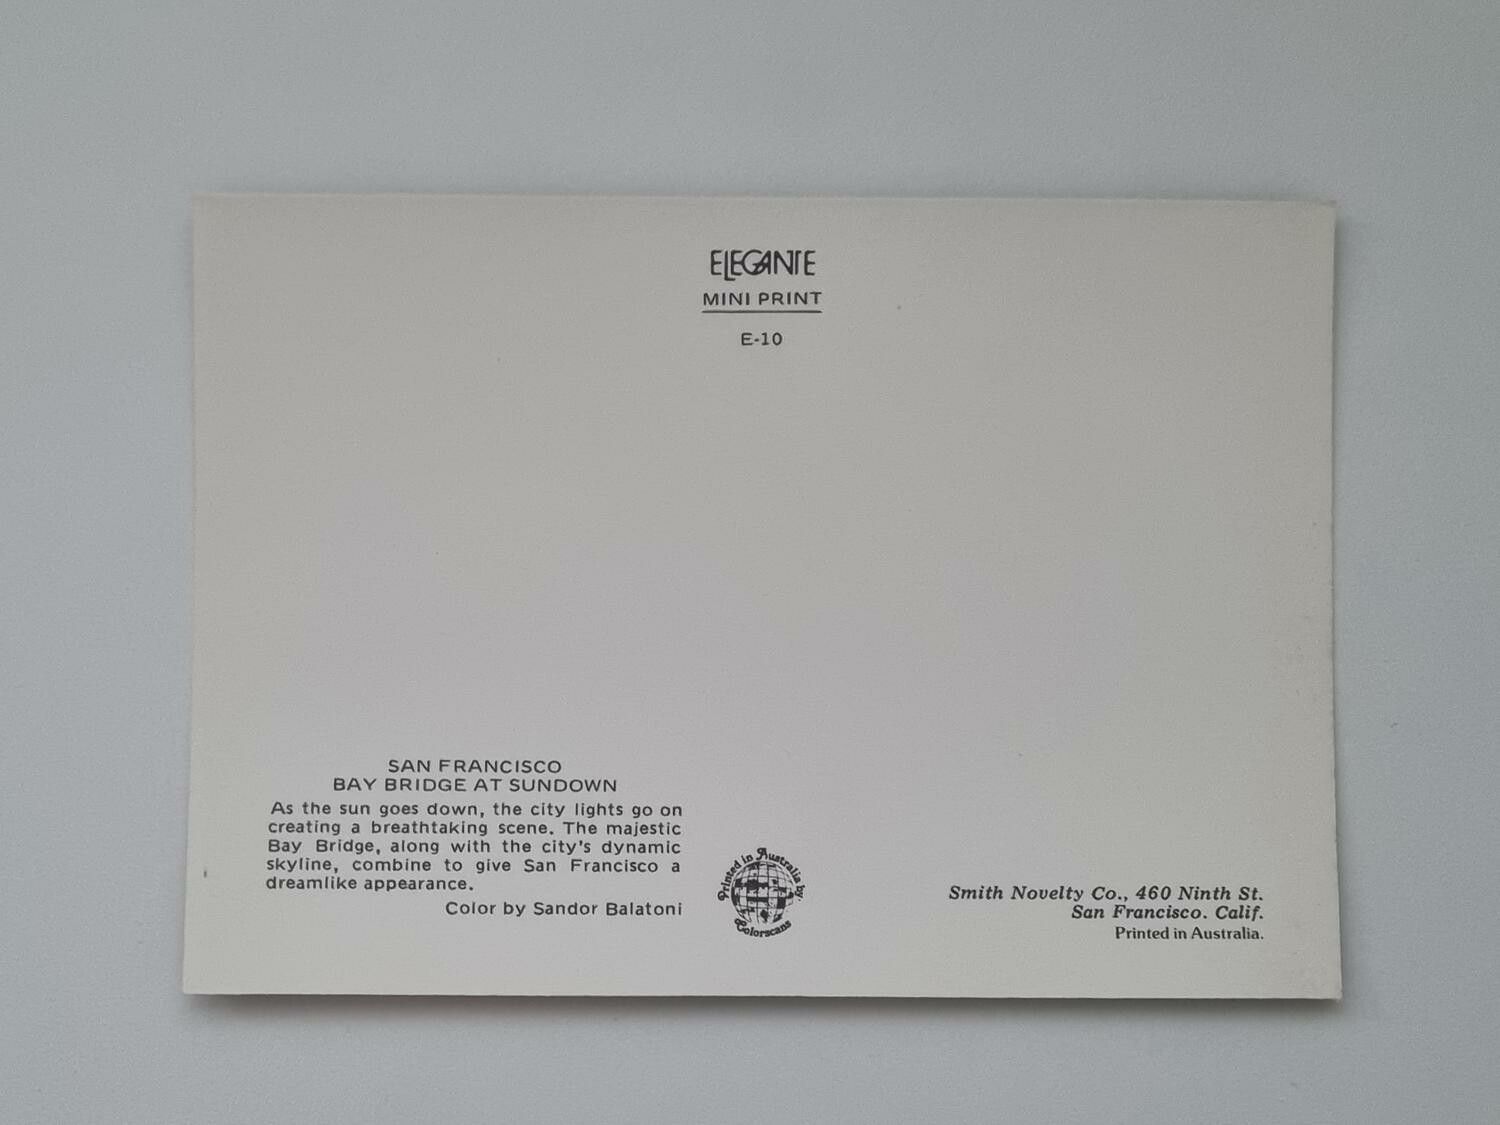 ELEGANTE
MINI PRINT
E-10
SAN FRANCISCO
BAY BRIDGE AT SUNDOWN
As the sun goes down, the city lights go on
creating a breathtaking scene. The majestic
Bay Bridge, along with the city's dynamic
skyline, combine to give San Francisco a
dreamlike appearance.
Color by Sandor Balatoni
Printed in Australia by:
Colorscans
Smith Novelty Co., 460 Ninth St.
San Francisco. Calif.
Printed in Australia.